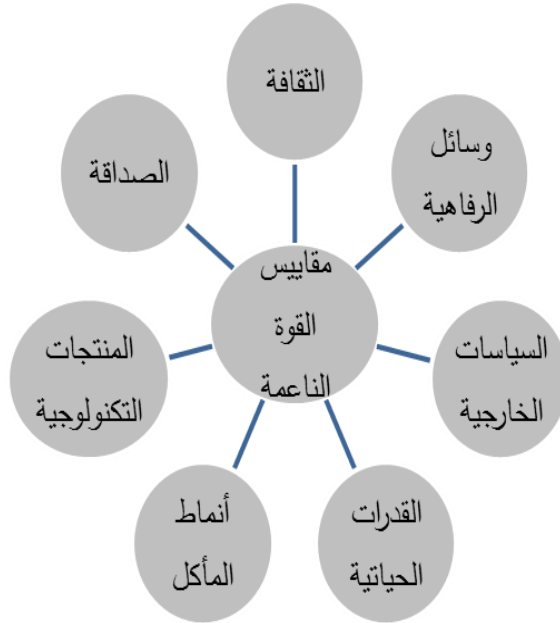 الثقافة
وسائل
الرفاهية
الصداقة
مقاييس
القوة
الناعمة
السياسات
الخارجية
المنتجات
التكنولوجية
القدرات
الحياتية
أنماط
المأكل